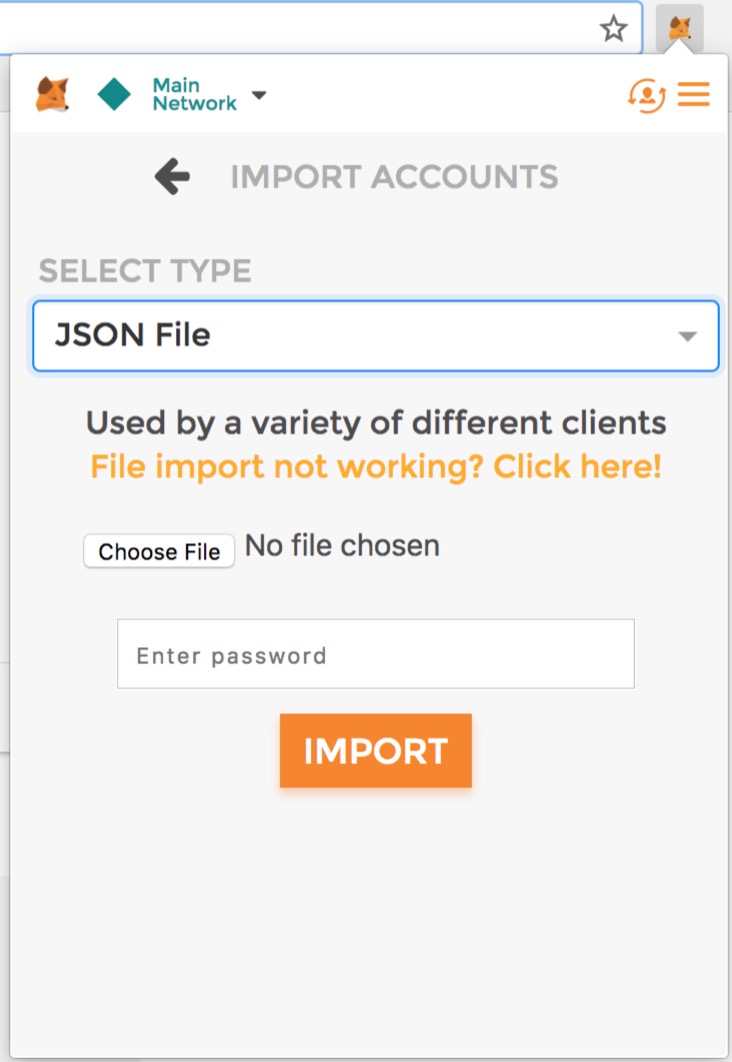 Main
Network
IMPORT ACCOUNTS
SELECT TYPE
JSON File
Used by a variety of different clients
File import not working? Click here!
Choose File No file chosen
Enter password
IMPORT